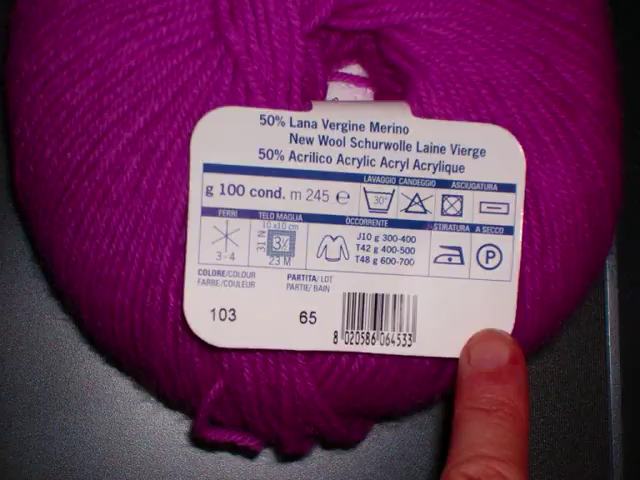 50% Lana Vergine Merino
New Wool Schurwolle Laine Vierge
50% Acrilico Acrylic Acryl Acrylique
LAVAGGIO CANDEGGIO ASCIUGATURA
g 100 cond. m 245 e
30°
FERRI TELO MAGLIA OCCORRENTE STIRATURA A SECCO
10x10 cm
31 N
3½
23 M
3-4
J10 g 300-400
T42 g 400-500
T48 g 600-700
P
COLORE/COLOUR
FARBE/COULEUR
PARTITA/LOT
PARTIE/BAIN
103
65
8 020586 064533